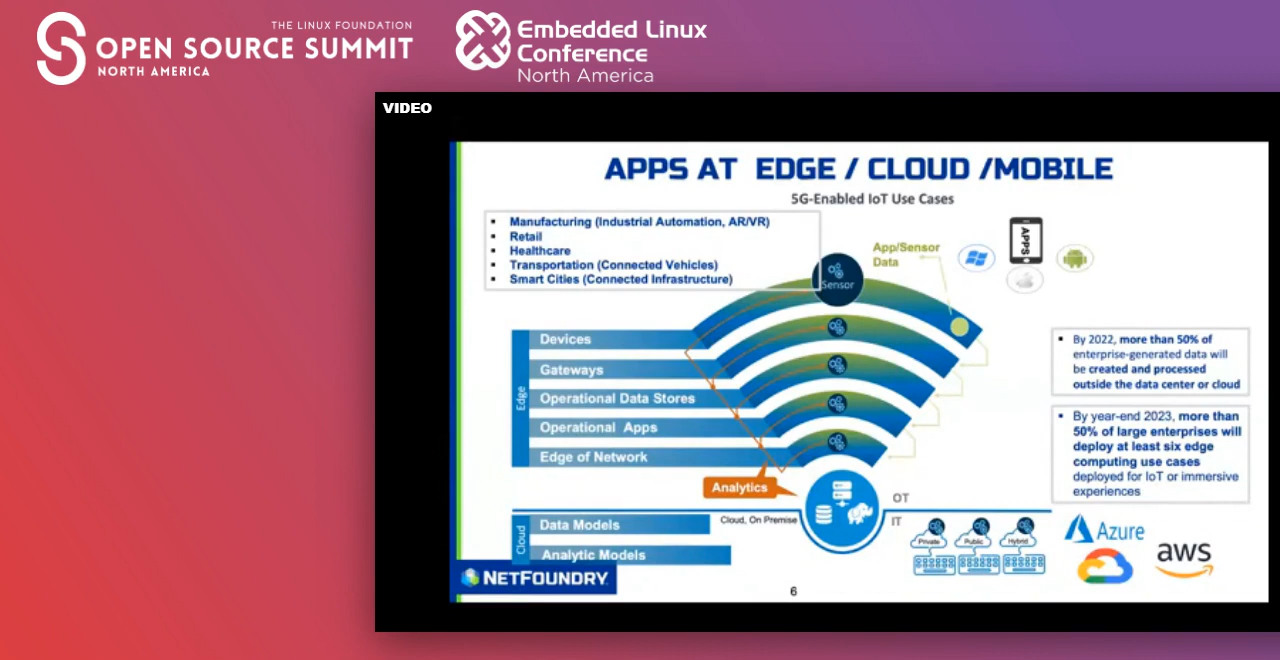 THE LINUX FOUNDATION
OPEN SOURCE SUMMIT
NORTH AMERICA
Embedded Linux
Conference
North America
VIDEO
APPS AT EDGE / CLOUD /MOBILE
5G-Enabled IoT Use Cases
▪ Manufacturing (Industrial Automation, AR/VR)
▪ Retail
▪ Healthcare
▪ Transportation (Connected Vehicles)
▪ Smart Cities (Connected Infrastructure)
App/Sensor
Data
APPS
Sensor
Edge
Devices
Gateways
Operational Data Stores
Operational Apps
Edge of Network
▪ By 2022, more than 50% of
enterprise-generated data will
be created and processed
outside the data center or cloud
▪ By year-end 2023, more than
50% of large enterprises will
deploy at least six edge
computing use cases
deployed for IoT or immersive
experiences
Analytics
OT
IT
Cloud, On Premise
Cloud
Data Models
Analytic Models
Private
Public
Hybrid
Azure
aws
NETFOUNDRY
6